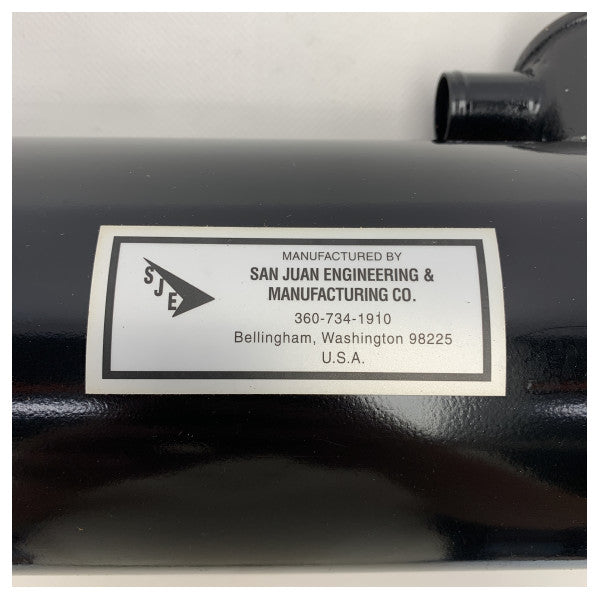 SJE
MANUFACTURED BY
SAN JUAN ENGINEERING &
MANUFACTURING CO.
360-734-1910
Bellingham, Washington 98225
U.S.A.